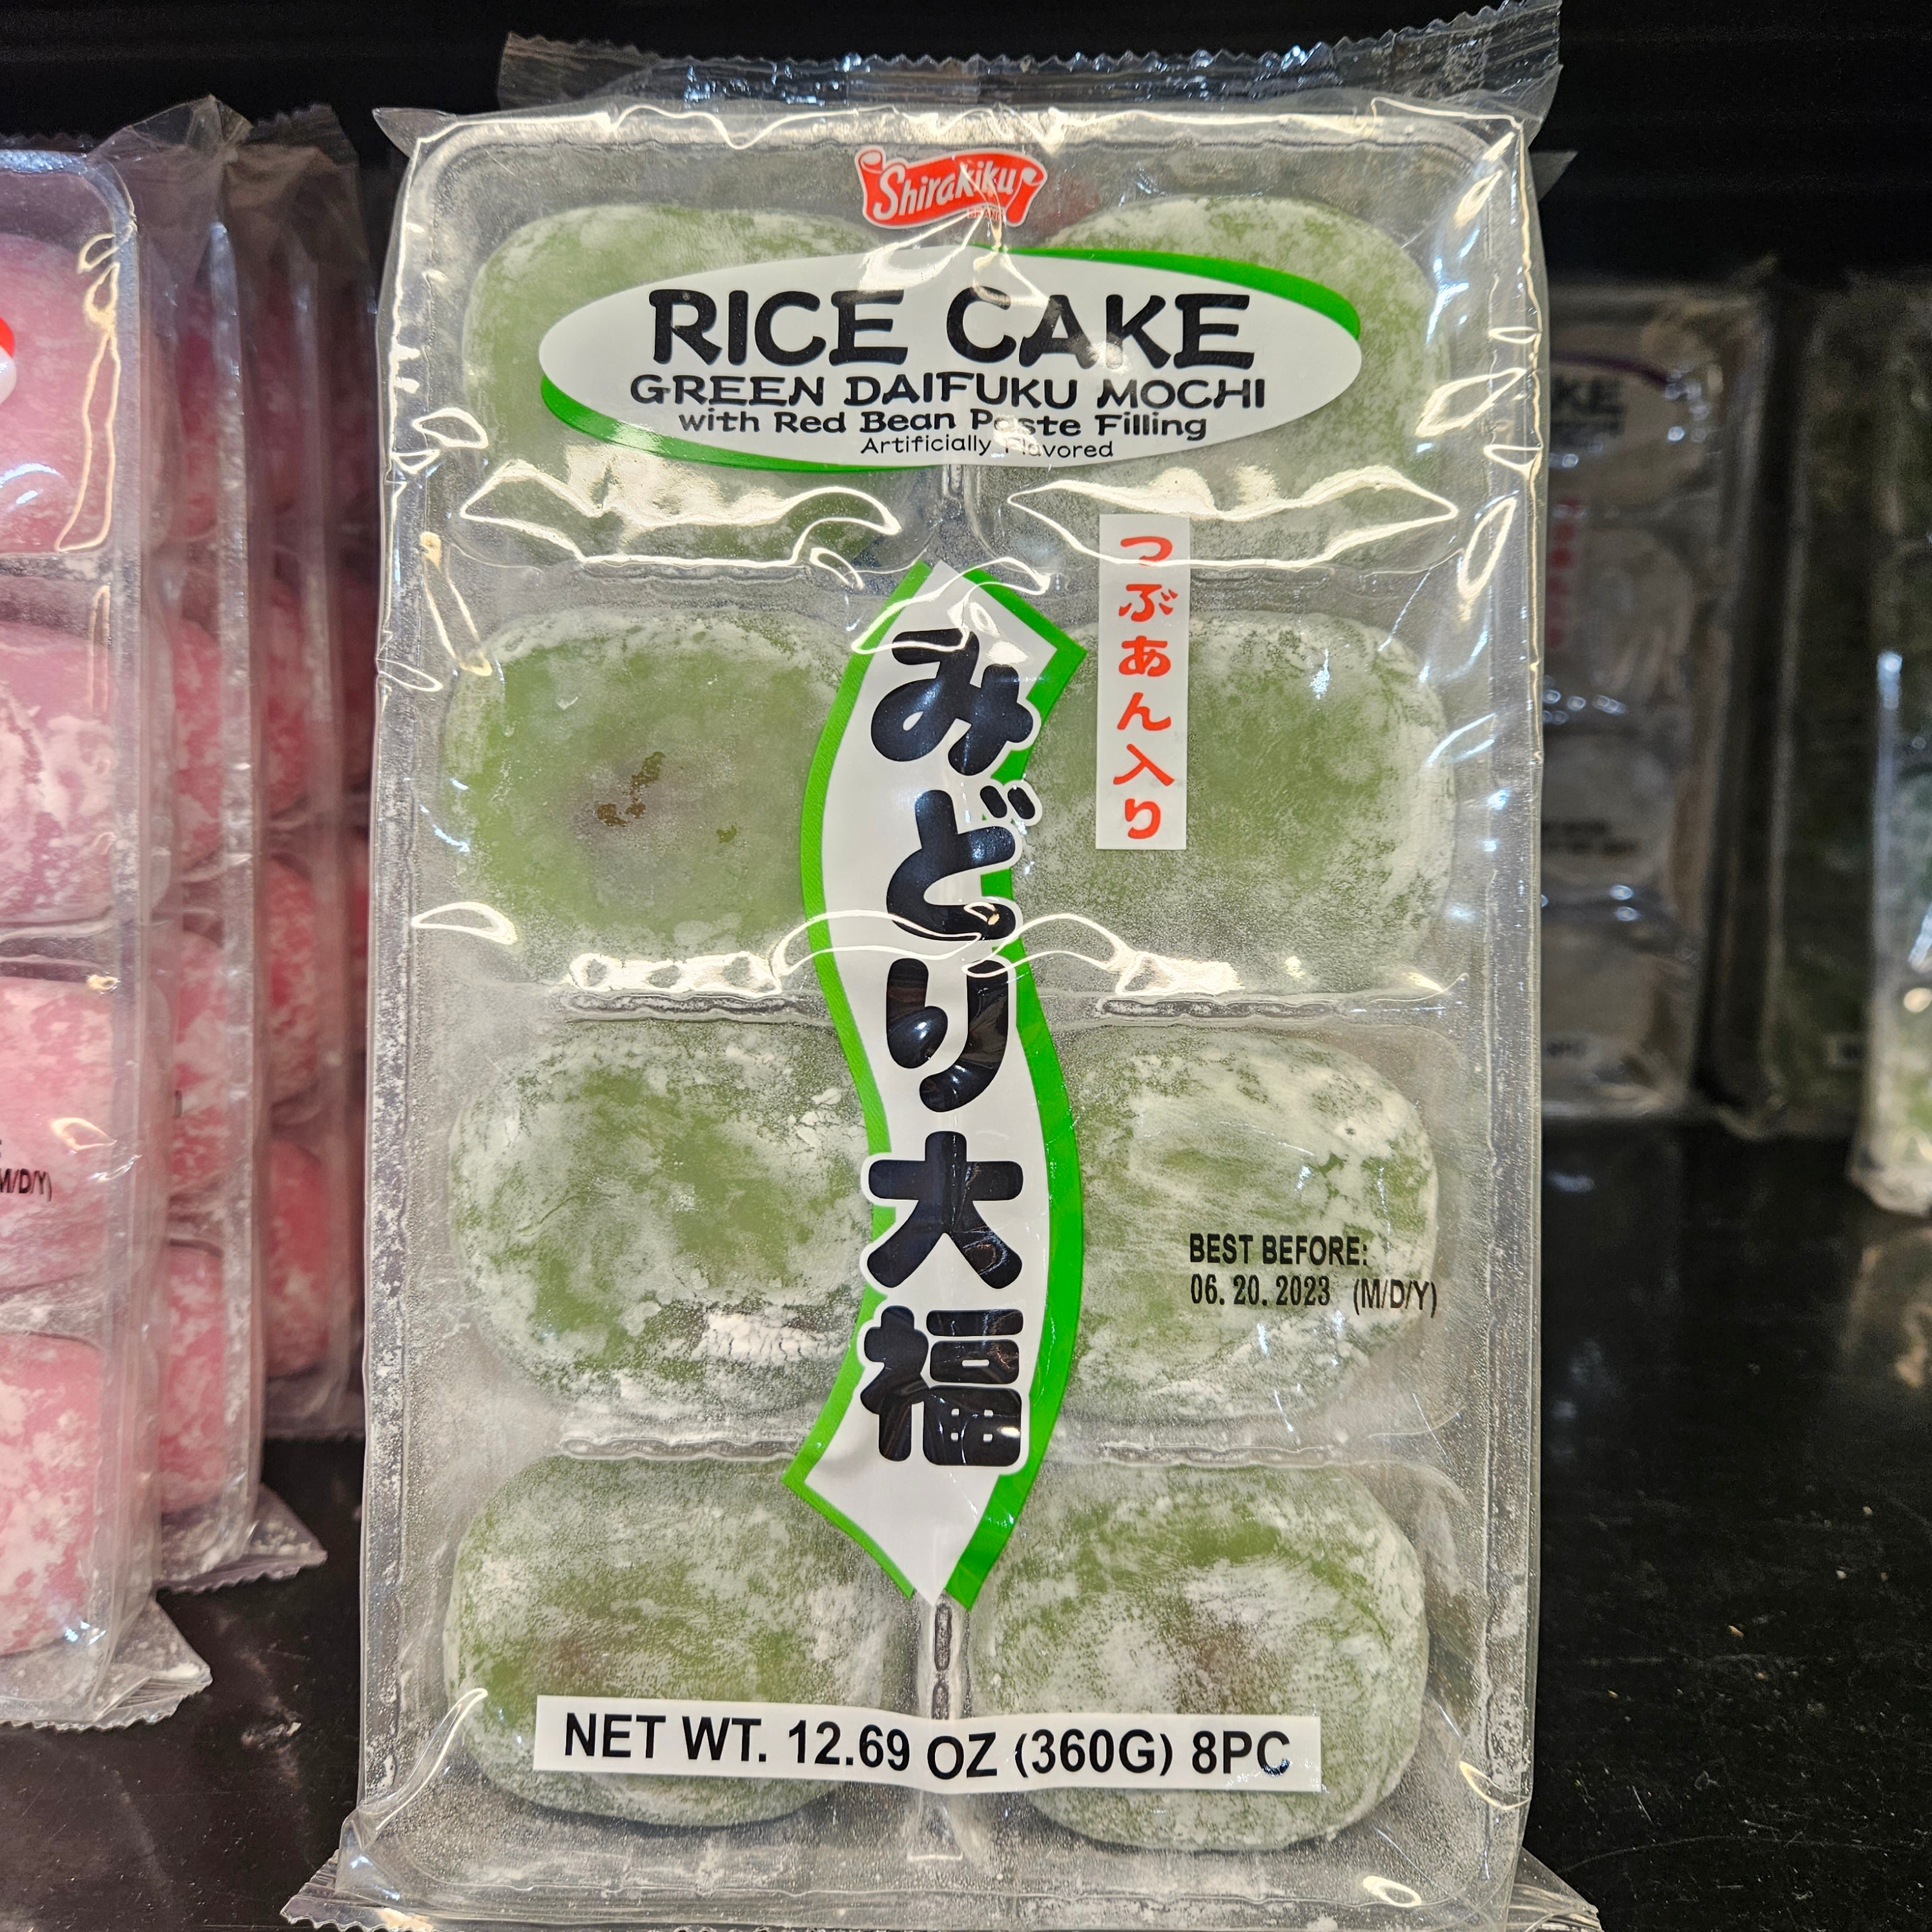 Shirakiku
BRAND
RICE CAKE
GREEN DAIFUKU MOCHI
with Red Bean Paste Filling
Artificially Flavored
つぶあん入り
みどり大福
BEST BEFORE:
06. 20. 2023 (M/D/Y)
NET WT. 12.69 OZ (360G) 8PC
M/D/Y)